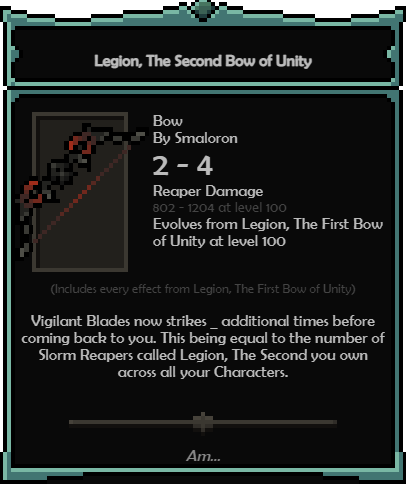 Legion, The Second Bow of Unity
Bow
By Smaloron
2 - 4
Reaper Damage
802 - 1204 at level 100
Evolves from Legion, The First Bow
of Unity at level 100
(Includes every effect from Legion, The First Bow of Unity)
Vigilant Blades now strikes _ additional times before
coming back to you. This being equal to the number of
Slorm Reapers called Legion, The Second you own
across all your Characters.
Am...